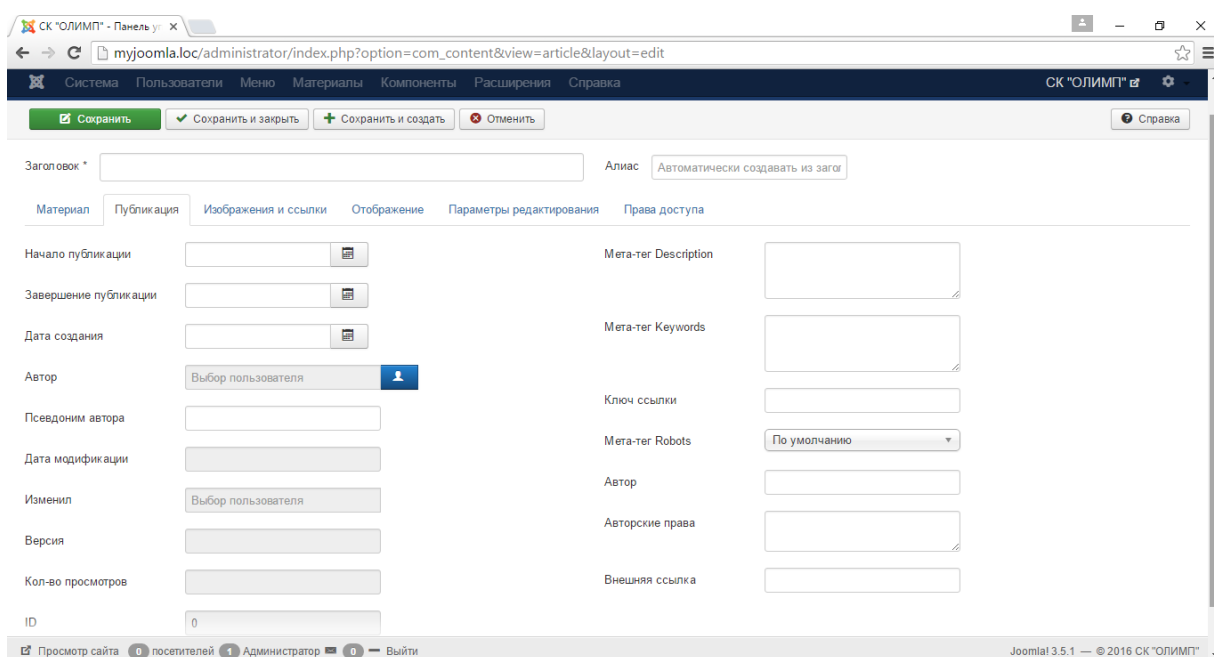 СК "ОЛИМП" - Панель уп
myjoomla.loc/administrator/index.php?option=com_content&view=article&layout=edit
Система Пользователи Меню Материалы Компоненты Расширения Справка СК "ОЛИМП"
Сохранить Сохранить и закрыть Сохранить и создать Отменить Справка
Заголовок * Алиас Автоматически создавать из загол
Материал Публикация Изображения и ссылки Отображение Параметры редактирования Права доступа
Начало публикации Мета-тег Description
Завершение публикации
Дата создания Мета-тег Keywords
Автор Выбор пользователя
Ключ ссылки
Псевдоним автора
Мета-тег Robots По умолчанию
Дата модификации
Автор
Изменил Выбор пользователя
Авторские права
Версия
Кол-во просмотров Внешняя ссылка
ID 0
Просмотр сайта 0 посетителей 1 Администратор 0 Выйти Joomla! 3.5.1 — © 2016 СК "ОЛИМП"